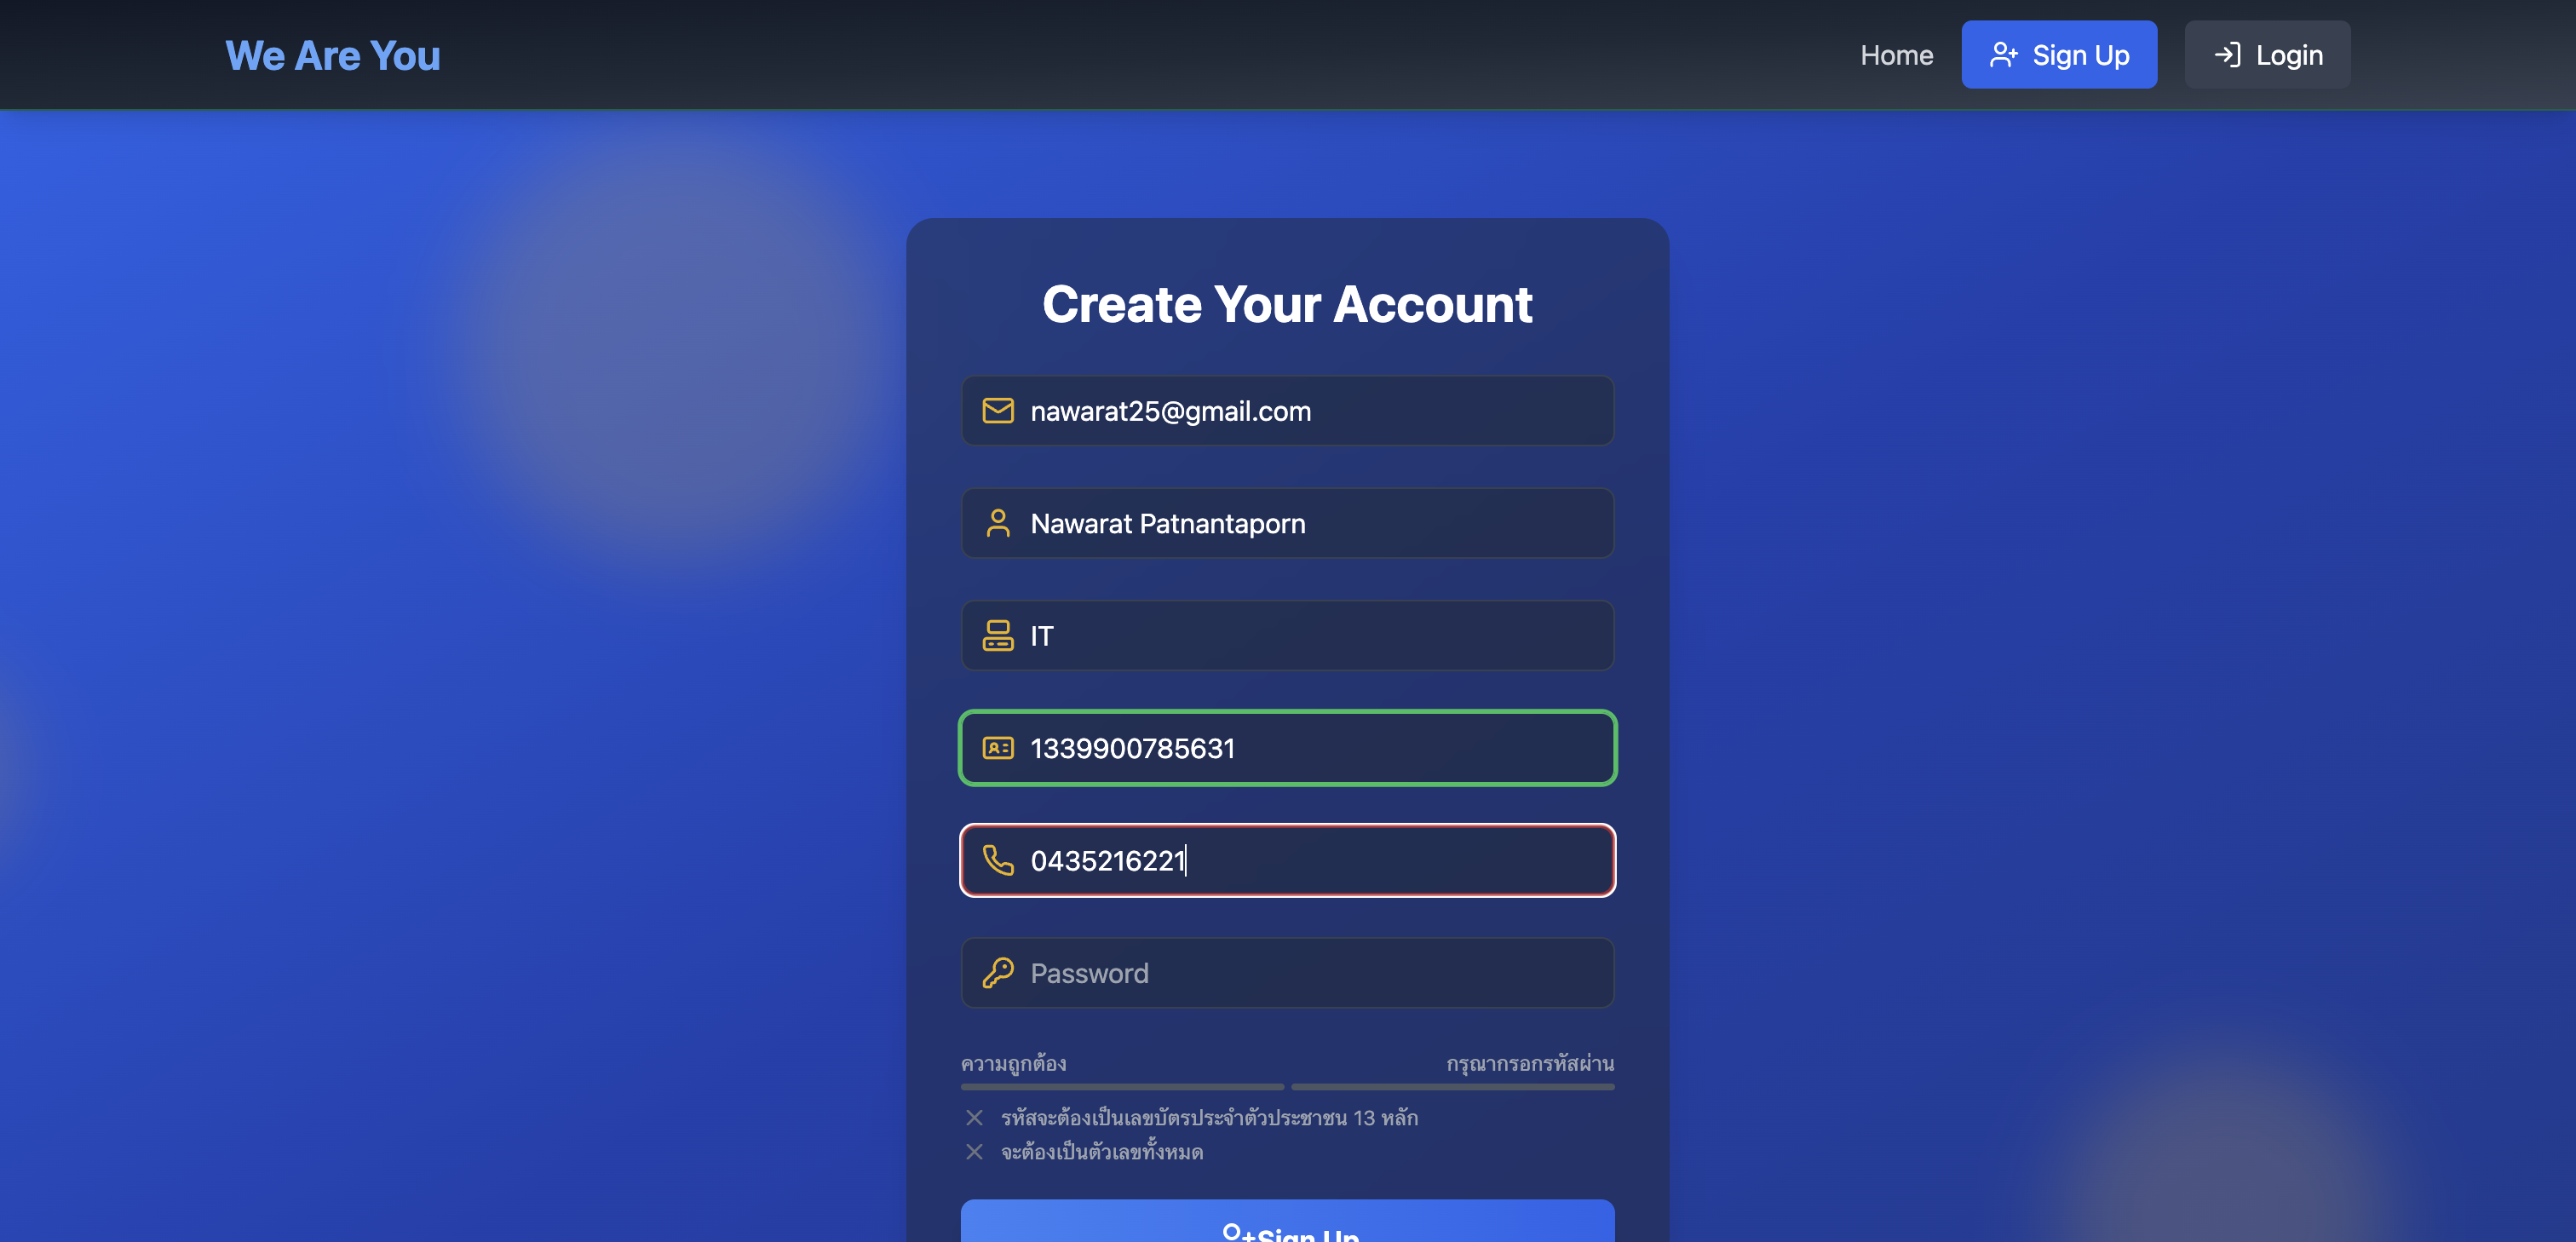 We Are You
Home
Sign Up
Login
Create Your Account
nawarat25@gmail.com
Nawarat Patnantaporn
IT
1339900785631
0435216221
Password
ความถูกต้อง
กรุณากรอกรหัสผ่าน
รหัสจะต้องเป็นเลขบัตรประจำตัวประชาชน 13 หลัก
จะต้องเป็นตัวเลขทั้งหมด
Sign Up